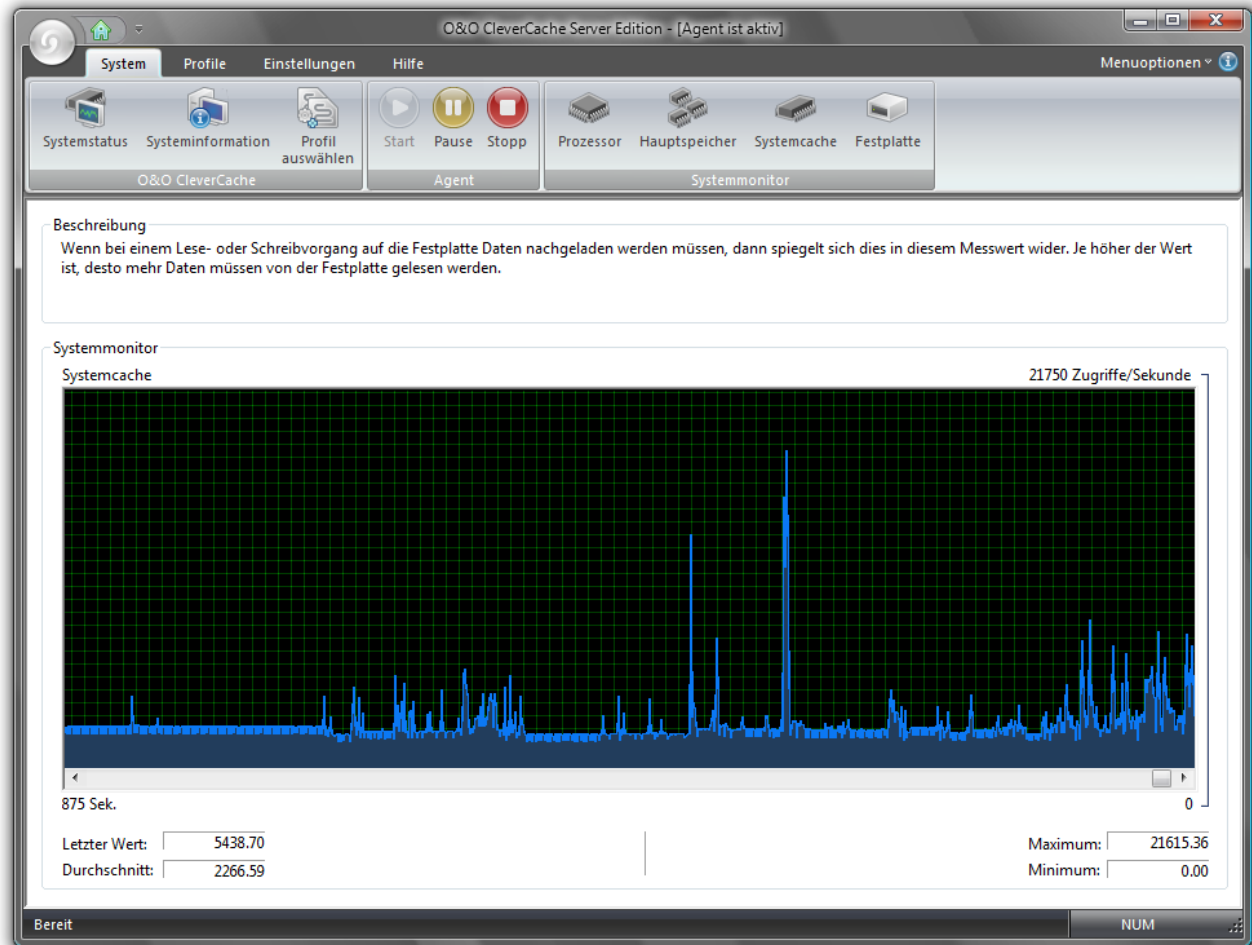 O&O CleverCache Server Edition - [Agent ist aktiv]
System Profile Einstellungen Hilfe Menuoptionen
Systemstatus Systeminformation Profil auswählen Start Pause Stopp Prozessor Hauptspeicher Systemcache Festplatte
O&O CleverCache Agent Systemmonitor
Beschreibung
Wenn bei einem Lese- oder Schreibvorgang auf die Festplatte Daten nachgeladen werden müssen, dann spiegelt sich dies in diesem Messwert wider. Je höher der Wert
ist, desto mehr Daten müssen von der Festplatte gelesen werden.
Systemmonitor
Systemcache 21750 Zugriffe/Sekunde
875 Sek. 0
Letzter Wert: 5438.70 Maximum: 21615.36
Durchschnitt: 2266.59 Minimum: 0.00
Bereit NUM